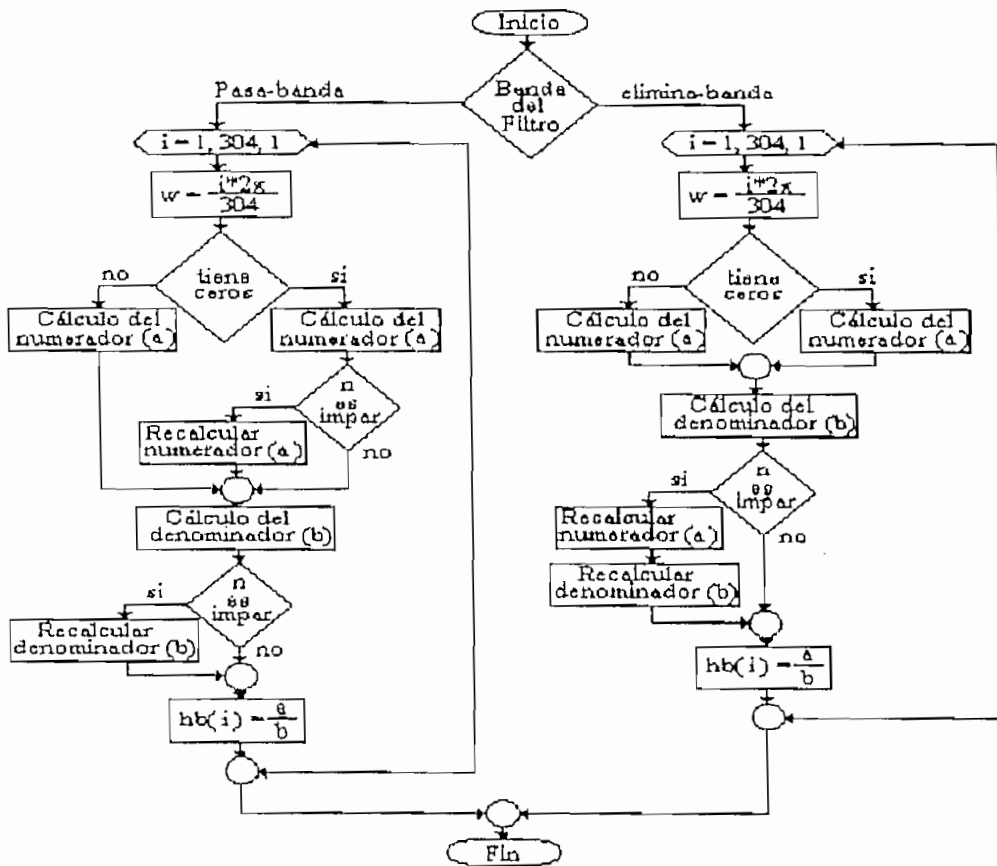 Inicio
Banda
del
Filtro
Pasa-banda
i = 1, 304, 1
w = i*2π
304
tiene
ceros
no
si
Cálculo del
numerador (a)
Cálculo del
numerador (a)
n
es
impar
si
no
Recalcular
numerador (a)
Cálculo del
denominador (b)
n
es
impar
si
no
Recalcular
denominador (b)
hb(i) = a
b
elimina-banda
i = 1, 304, 1
w = i*2π
304
tiene
ceros
no
si
Cálculo del
numerador (a)
Cálculo del
numerador (a)
Cálculo del
denominador (b)
n
es
impar
si
no
Recalcular
numerador (a)
Recalcular
denominador (b)
hb(i) = a
b
Fin